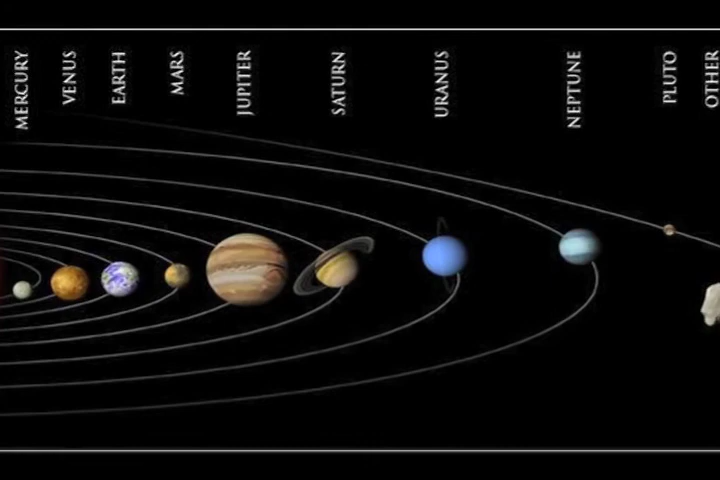 MERCURY
VENUS
EARTH
MARS
JUPITER
SATURN
URANUS
NEPTUNE
PLUTO
OTHER